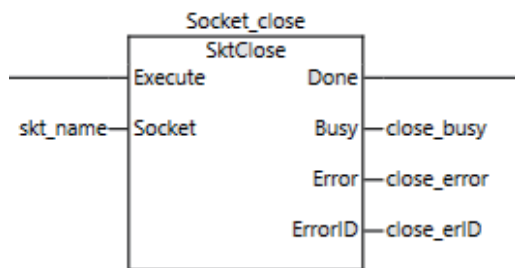 Socket_close
SktClose
Execute Done
skt_name Socket Busy close_busy
Error close_error
ErrorID close_erID